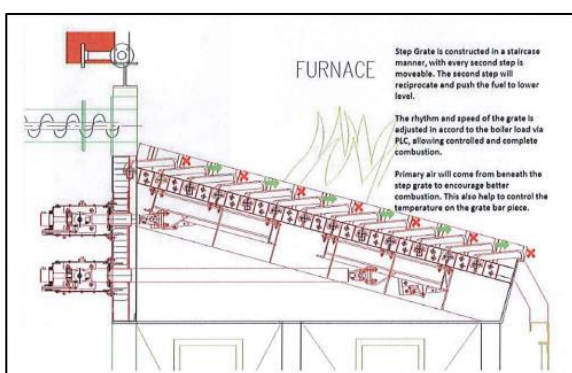 FURNACE
Step Grate is constructed in a staircase
manner, with every second step is
moveable. The second step will
reciprocate and push the fuel to lower
level.
The rhythm and speed of the grate is
adjusted in accord to the boiler load via
PLC, allowing controlled and complete
combustion.
Primary air will come from beneath the
step grate to encourage better
combustion. This also help to control the
temperature on the grate bar piece.